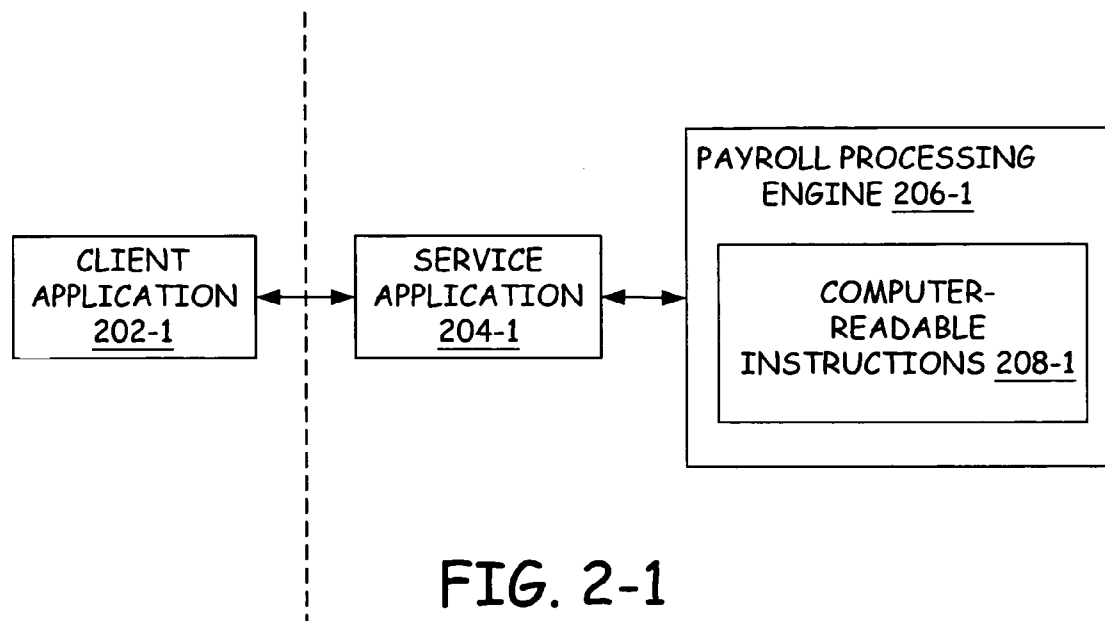 CLIENT
APPLICATION
202-1
SERVICE
APPLICATION
204-1
PAYROLL PROCESSING
ENGINE 206-1
COMPUTER-
READABLE
INSTRUCTIONS 208-1
FIG. 2-1